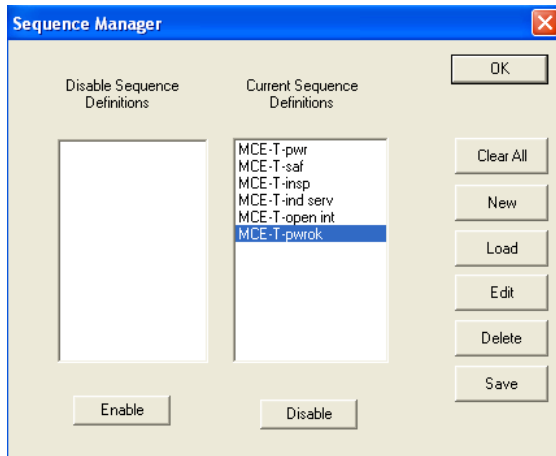 Sequence Manager
OK
Disable Sequence
Definitions
Current Sequence
Definitions
MCE-T-pwr
MCE-T-saf
MCE-T-insp
MCE-T-ind serv
MCE-T-open int
MCE-T-pwrok
Clear All
New
Load
Edit
Delete
Save
Enable
Disable